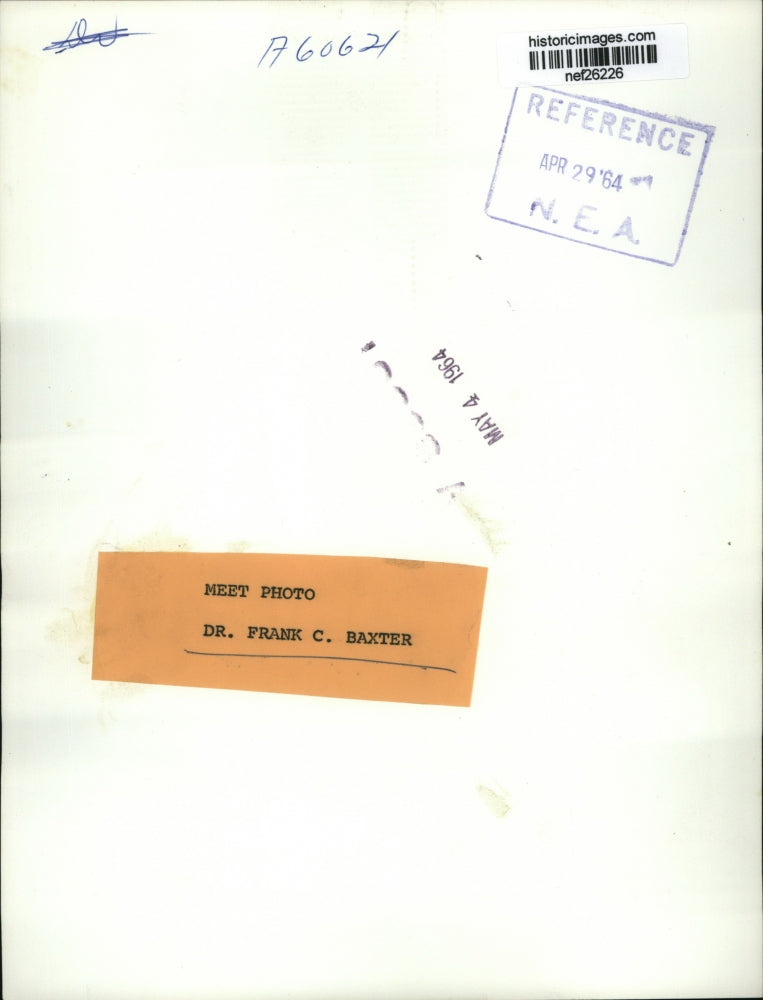 A60621
historicimages.com
nef26226
REFERENCE
APR 29 '64
N. E. A.
MAY 4 1964
MEET PHOTO
DR. FRANK C. BAXTER